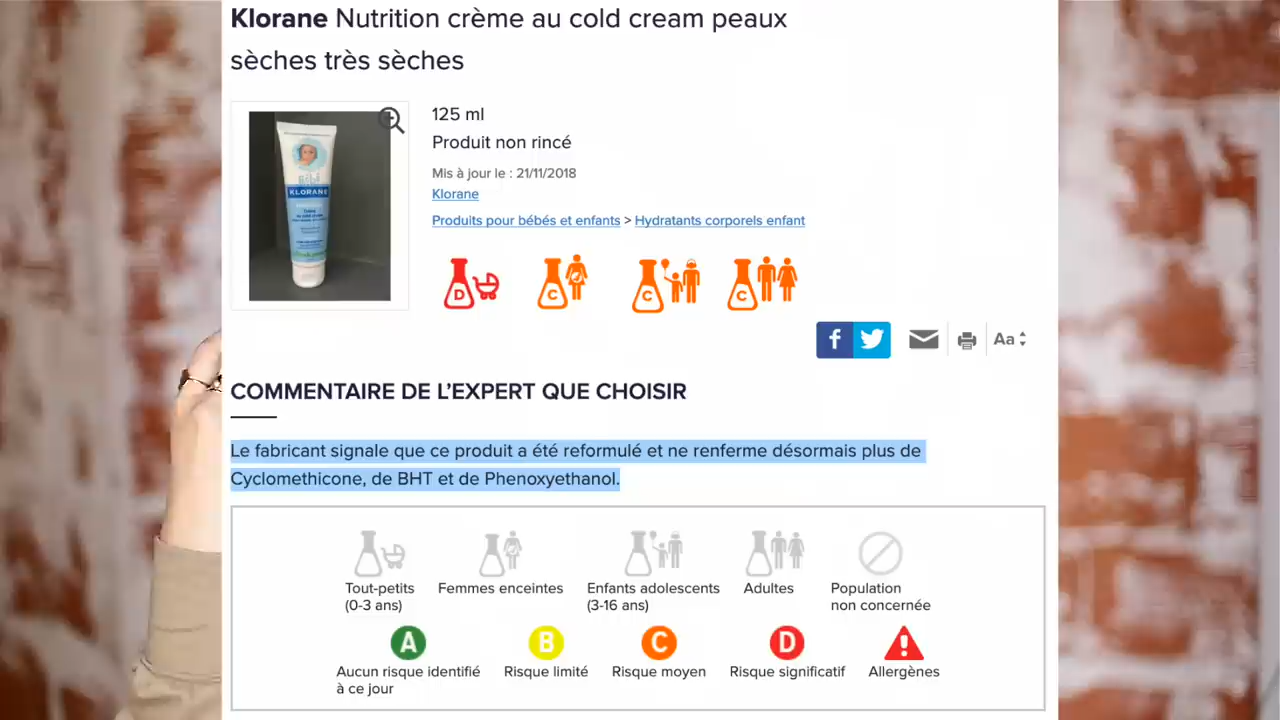 Klorane Nutrition crème au cold cream peaux
sèches très sèches
KLORANE
125 ml
Produit non rincé
Mis à jour le : 21/11/2018
Klorane
Produits pour bébés et enfants > Hydratants corporels enfant
D C C C
Aa
COMMENTAIRE DE L'EXPERT QUE CHOISIR
Le fabricant signale que ce produit a été reformulé et ne renferme désormais plus de
Cyclomethicone, de BHT et de Phenoxyethanol.
Tout-petits
(0-3 ans)
Femmes enceintes
Enfants adolescents
(3-16 ans)
Adultes
Population
non concernée
A
Aucun risque identifié
à ce jour
B
Risque limité
C
Risque moyen
D
Risque significatif
Allergènes